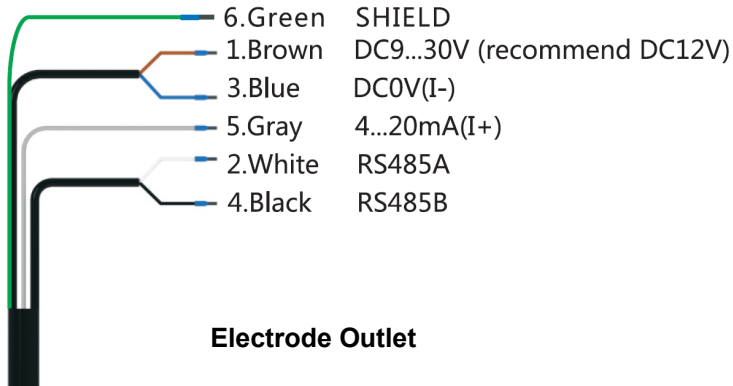 6.Green SHIELD
1.Brown DC9...30V (recommend DC12V)
3.Blue DC0V(I-)
5.Gray 4...20mA(I+)
2.White RS485A
4.Black RS485B
Electrode Outlet